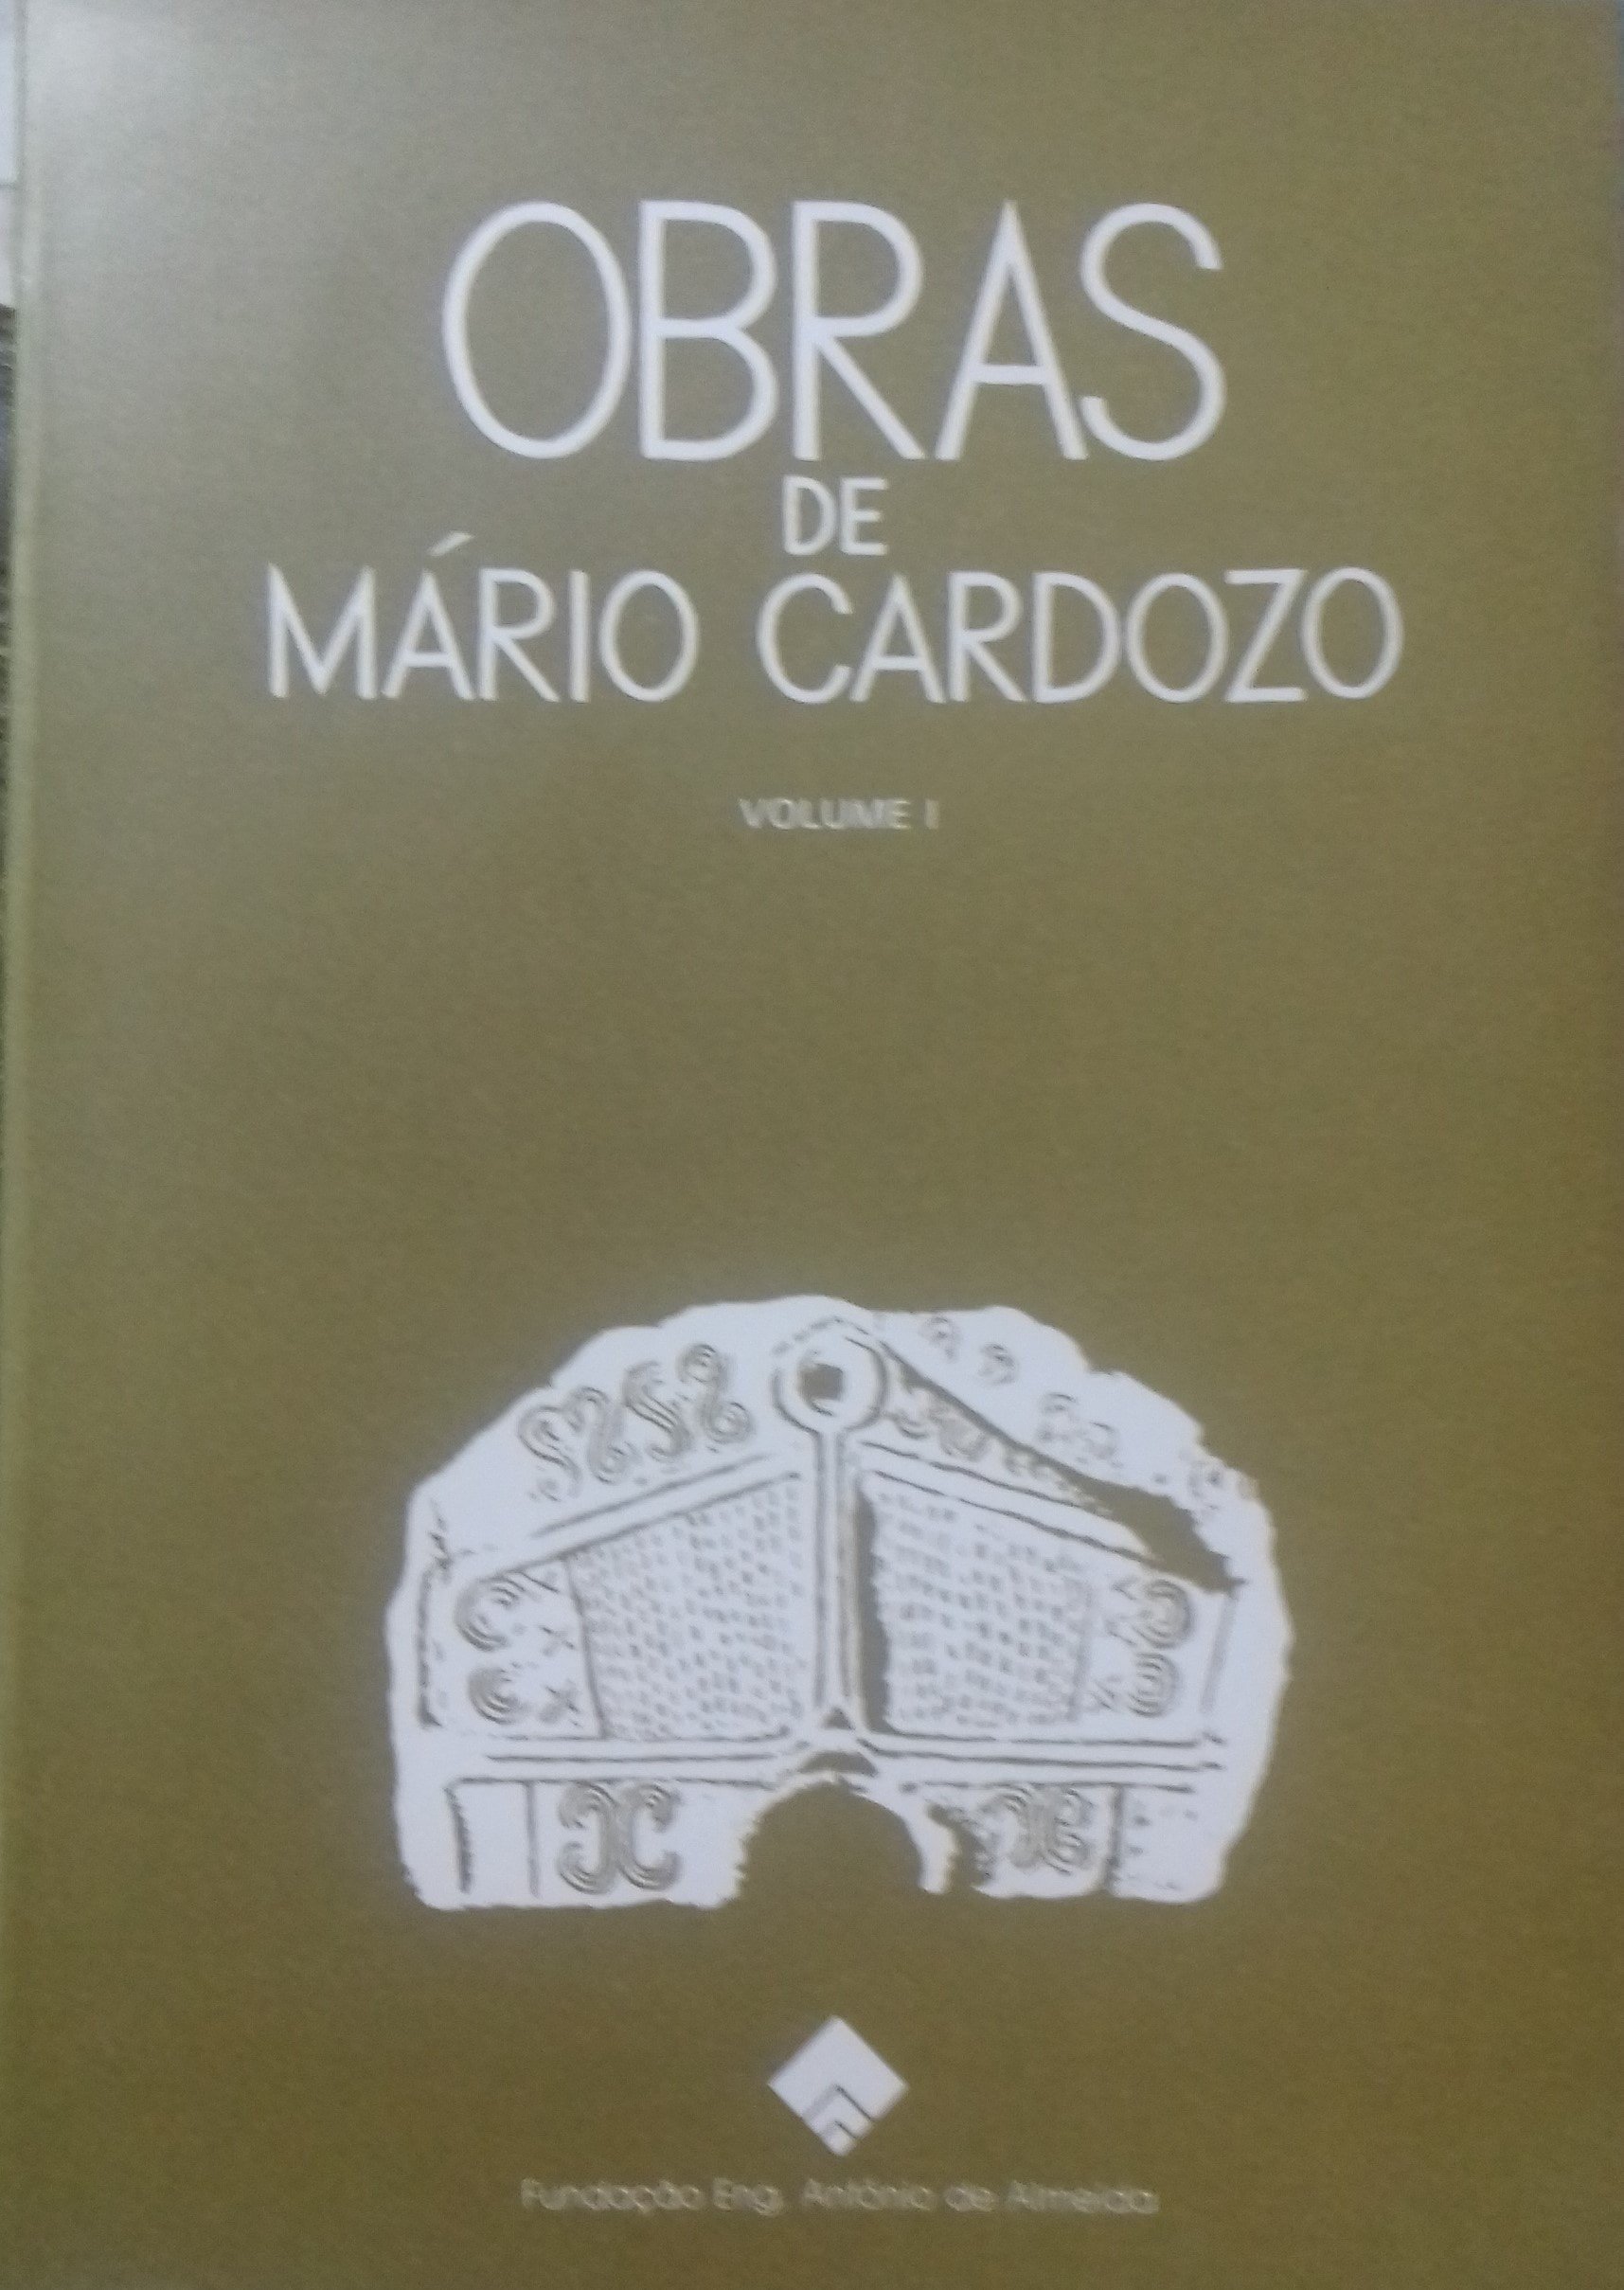 OBRAS
DE
MÁRIO CARDOZO
VOLUME I
Fundação Eng. António de Almeida